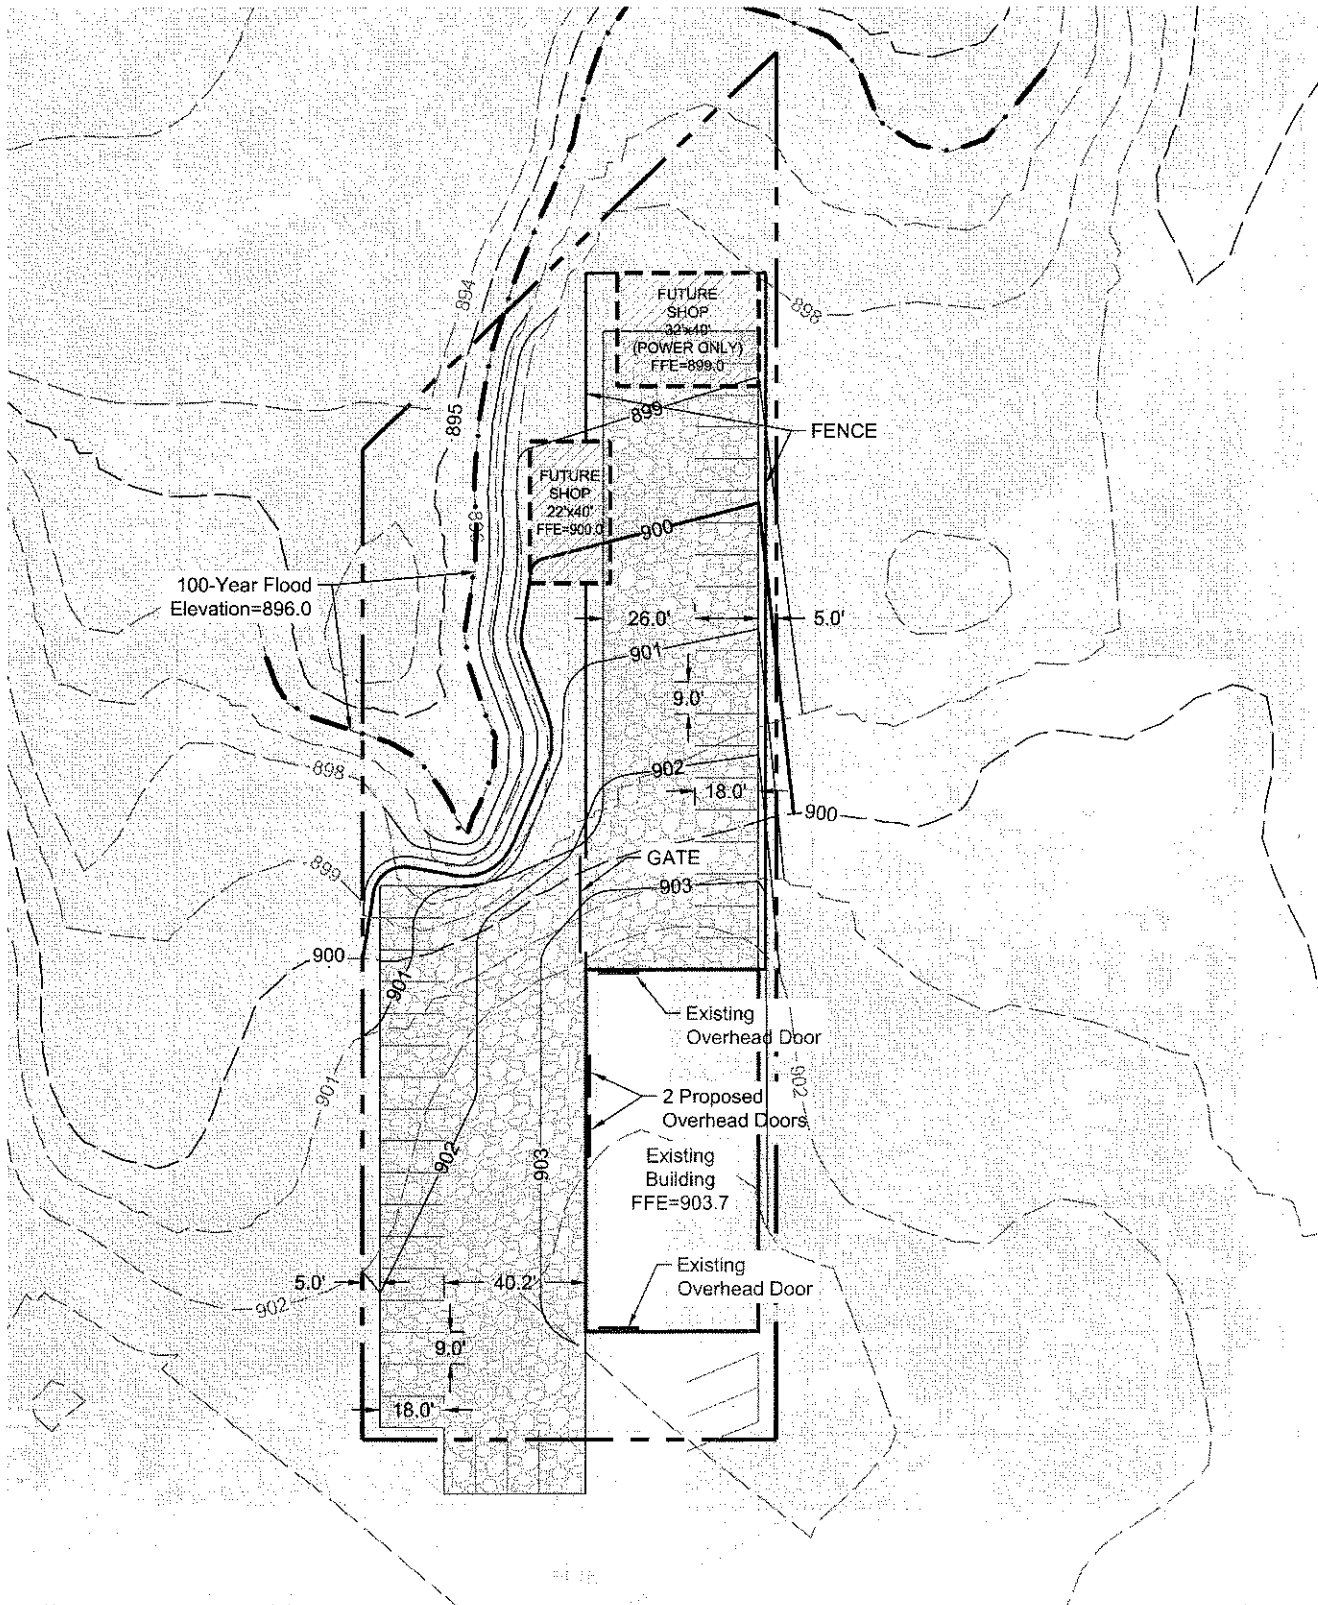 894
FUTURE
SHOP
32'x40'
(POWER ONLY)
FFE=899.0
898
895
899
FENCE
FUTURE
SHOP
22'x40'
FFE=900.0
900
100-Year Flood
Elevation=896.0
26.0'
5.0'
901
9.0'
902
898
18.0'
900
GATE
903
899
900
901
Existing
Overhead Door
901
902
2 Proposed
Overhead Doors
902
903
Existing
Building
FFE=903.7
5.0'
40.2'
Existing
Overhead Door
902
9.0'
18.0'